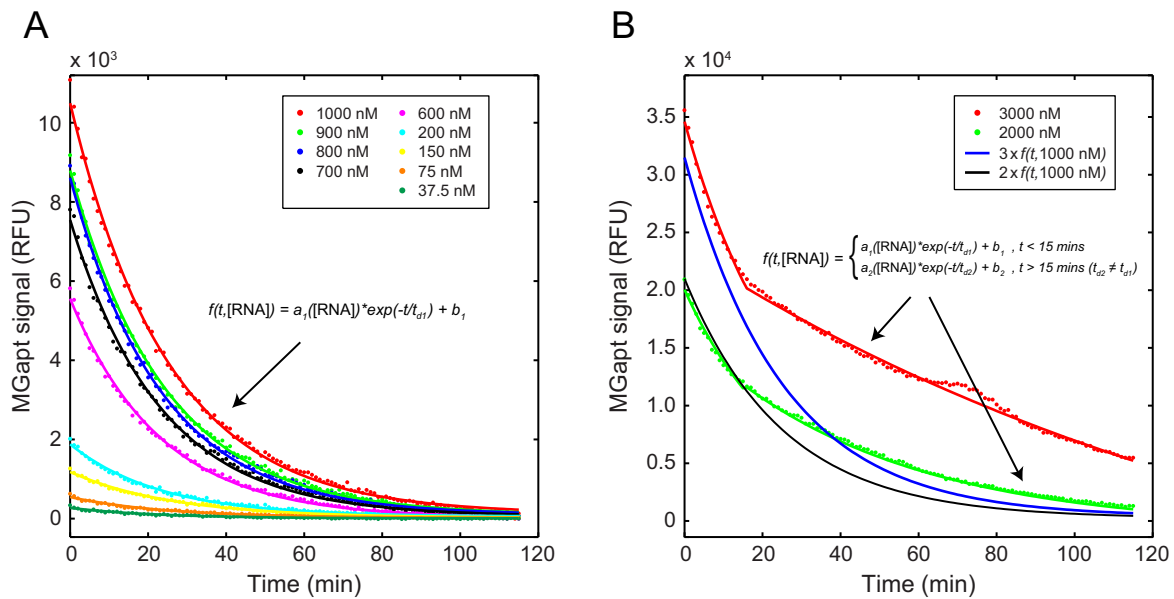 A
x 10³
MGapt signal (RFU)
10
8
6
4
2
0
0 20 40 60 80 100 120
Time (min)
1000 nM 600 nM
900 nM 200 nM
800 nM 150 nM
700 nM 75 nM
37.5 nM
f(t,[RNA]) = a₁([RNA])*exp(-t/t_d1) + b₁
B
x 10⁴
MGapt signal (RFU)
3.5
3.0
2.5
2.0
1.5
1.0
0.5
0
0 20 40 60 80 100 120
Time (min)
3000 nM
2000 nM
3 x f(t,1000 nM)
2 x f(t,1000 nM)
f(t,[RNA]) = { a₁([RNA])*exp(-t/t_d1) + b₁ , t < 15 mins
a₂([RNA])*exp(-t/t_d2) + b₂ , t > 15 mins (t_d2 ≠ t_d1)